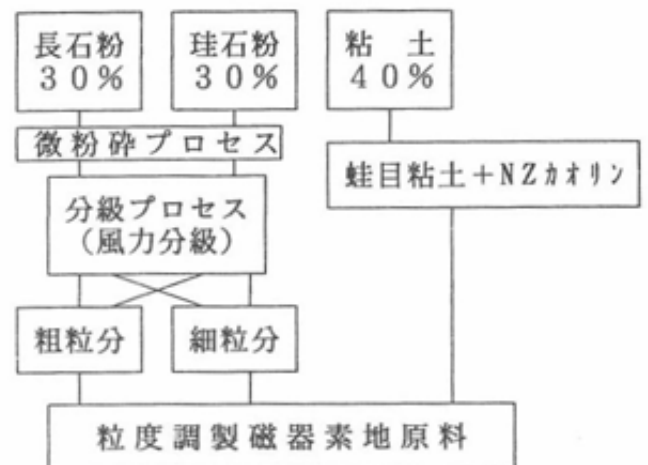 長石粉
30%
珪石粉
30%
粘 土
40%
微粉砕プロセス
蛙目粘土+NZカオリン
分級プロセス
(風力分級)
粗粒分
細粒分
粒度調製磁器素地原料